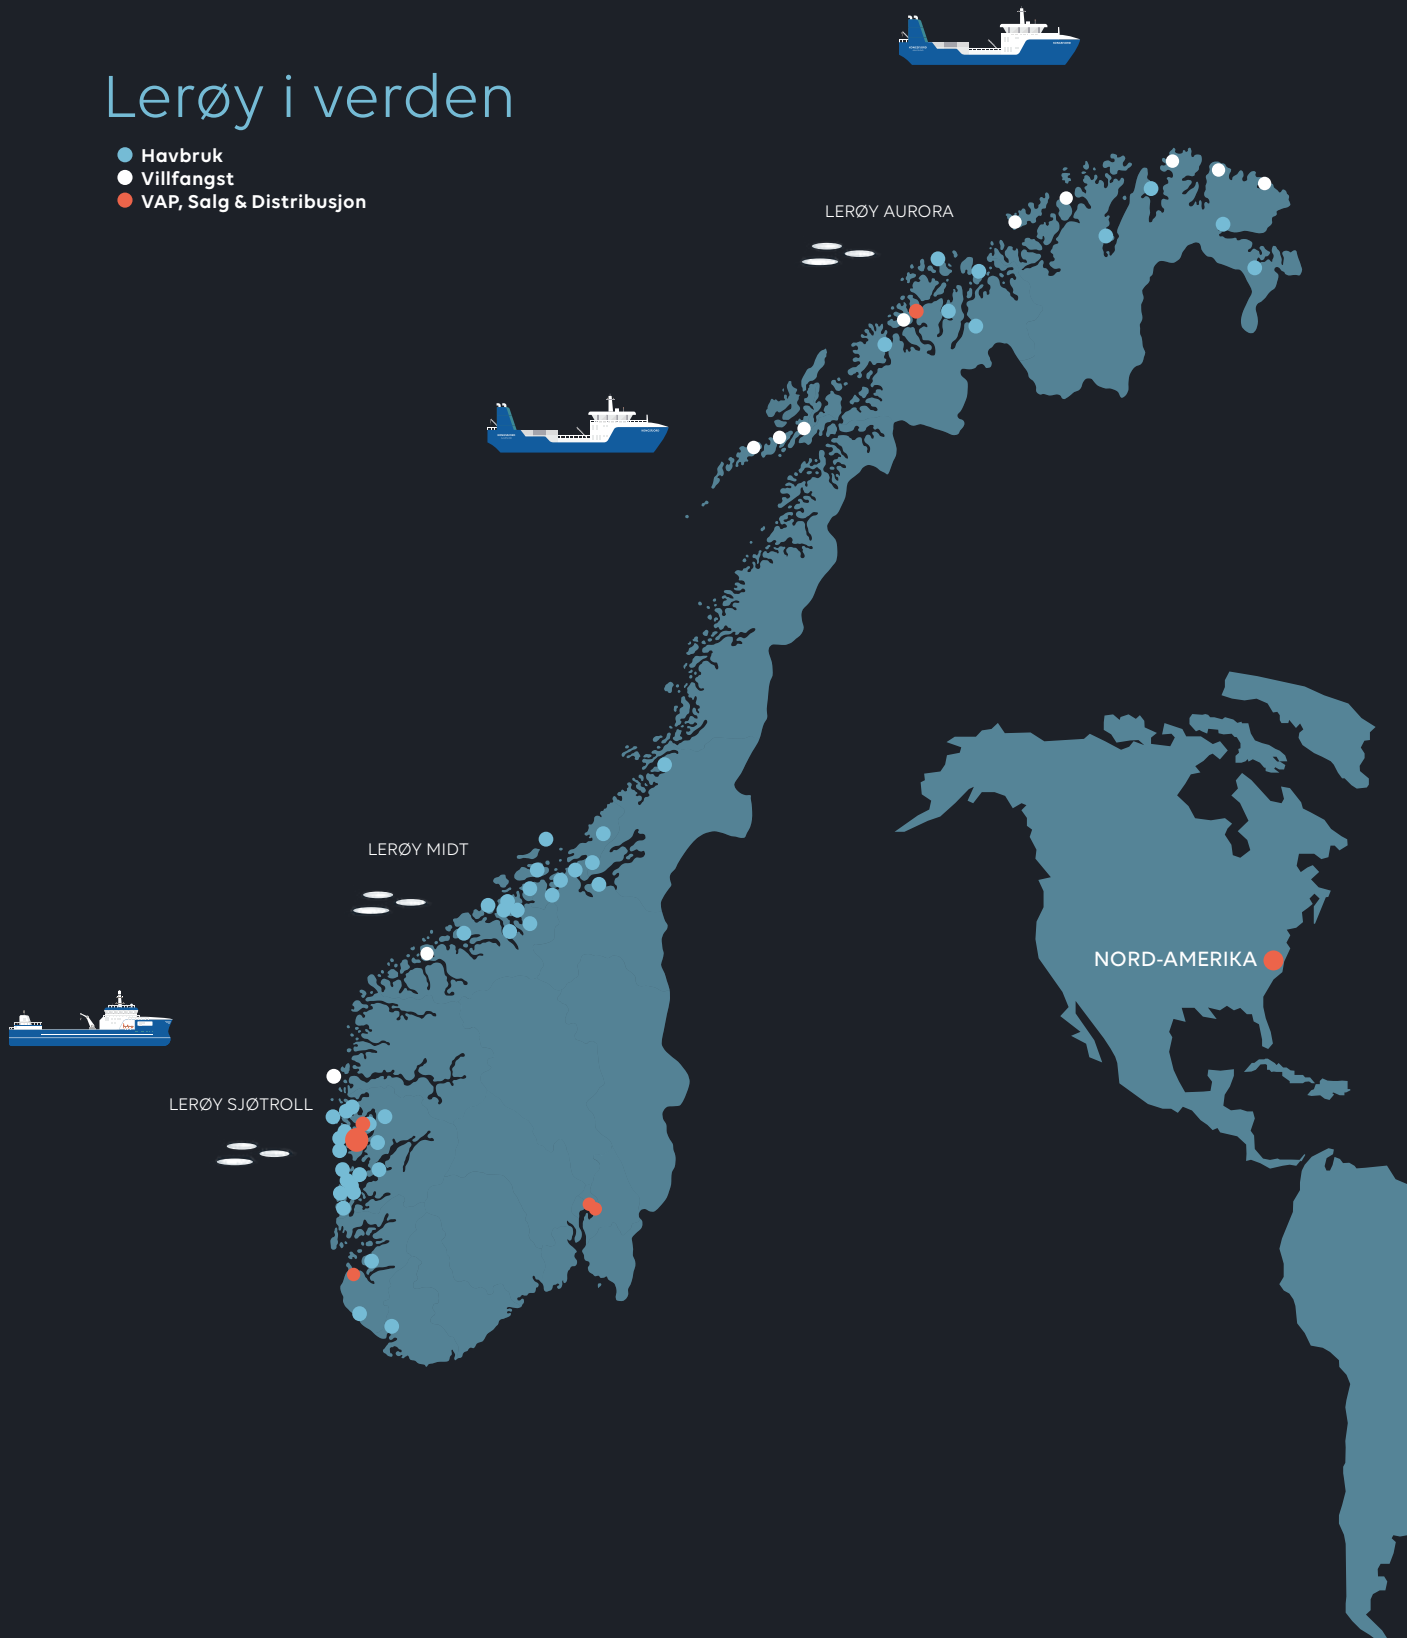 Lerøy i verden
Havbruk
Villfangst
VAP, Salg & Distribusjon
LERØY AURORA
LERØY MIDT
NORD-AMERIKA
LERØY SJØTROLL